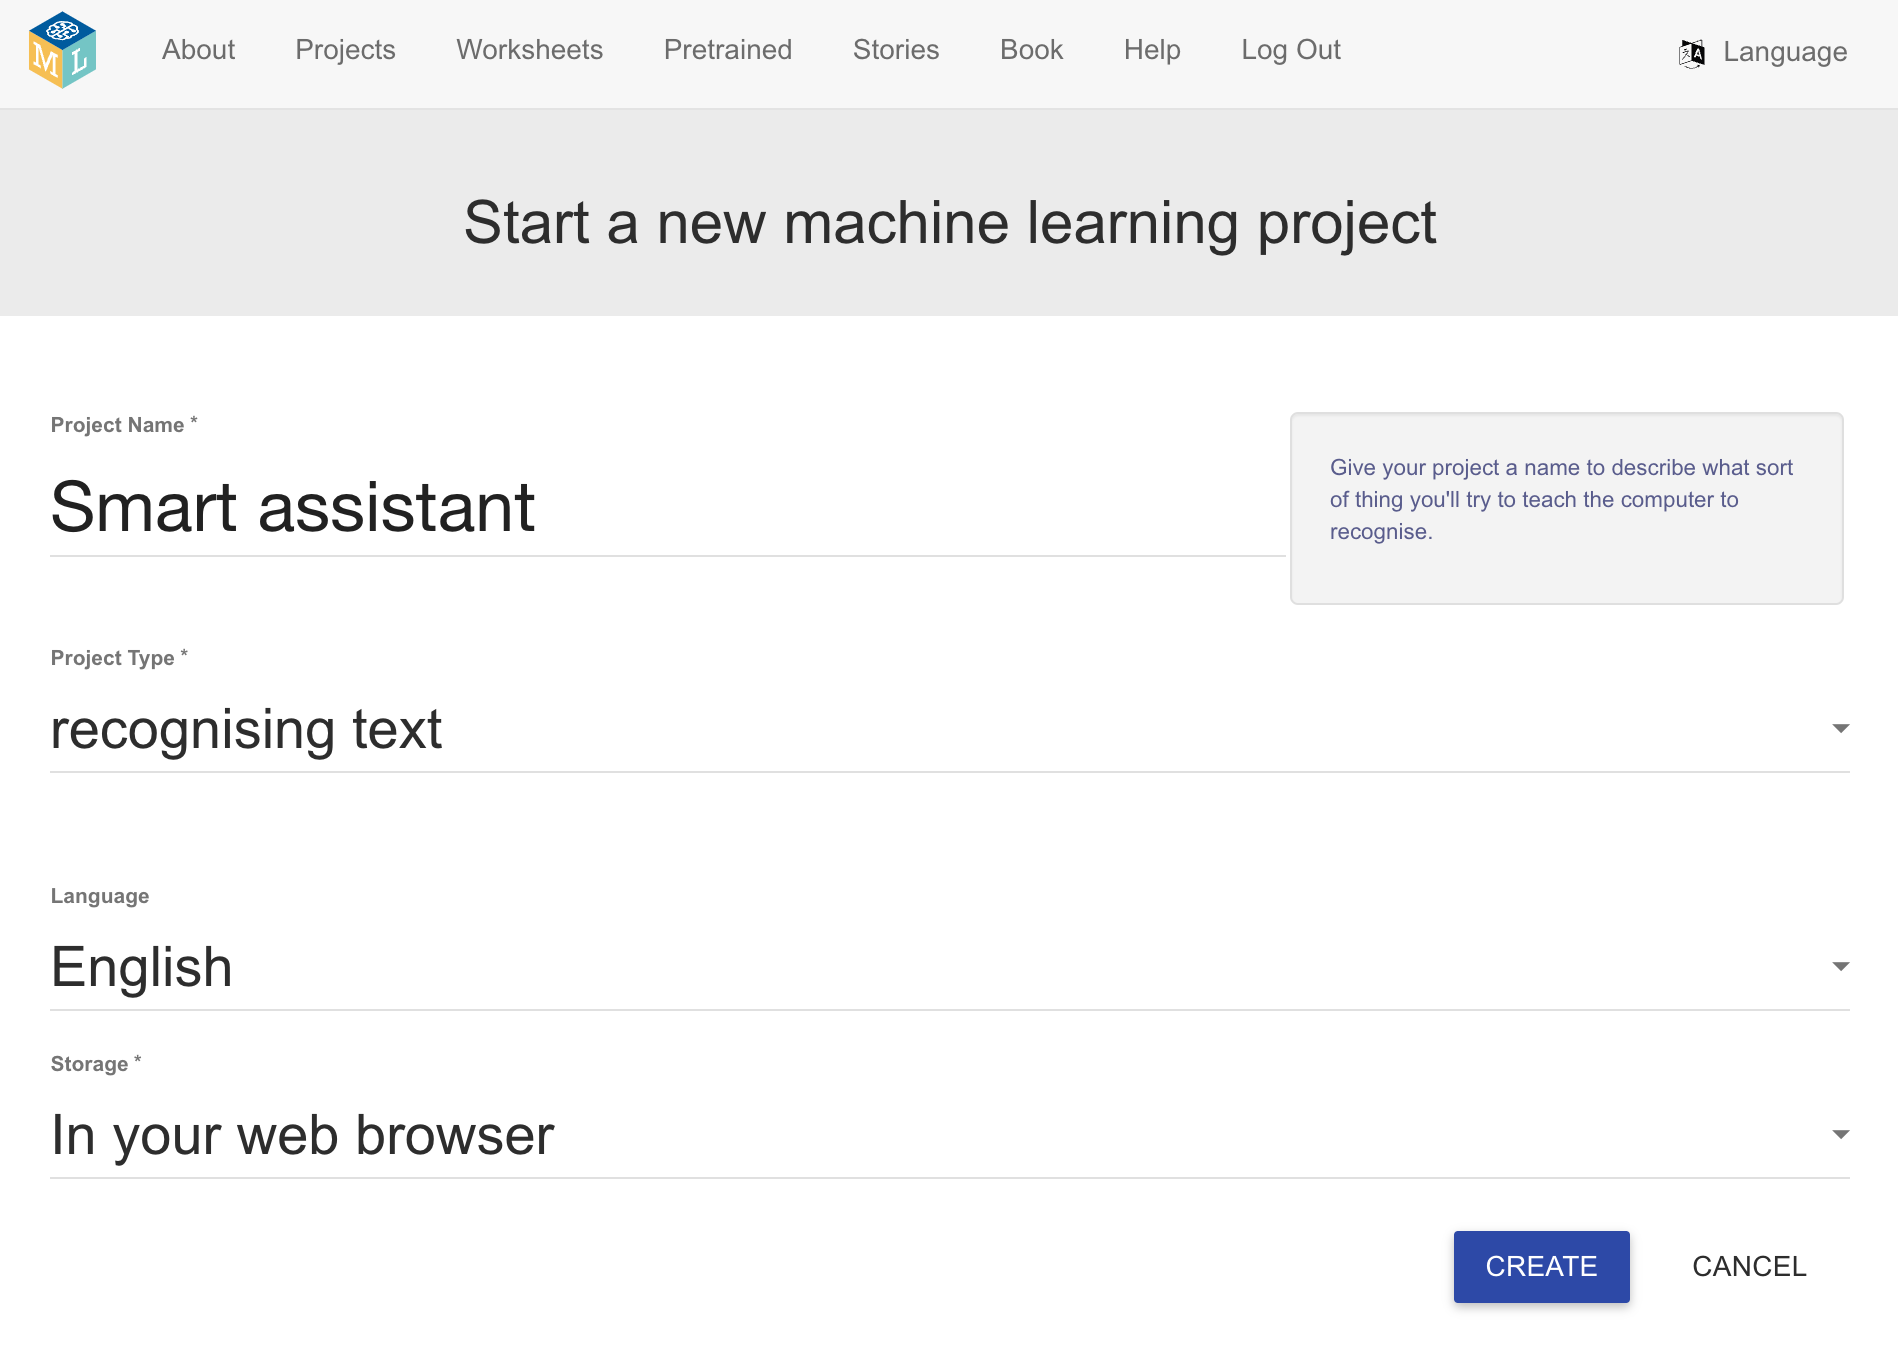 M L
About Projects Worksheets Pretrained Stories Book Help Log Out Language
Start a new machine learning project
Project Name *
Smart assistant
Give your project a name to describe what sort
of thing you'll try to teach the computer to
recognise.
Project Type *
recognising text
Language
English
Storage *
In your web browser
CREATE CANCEL